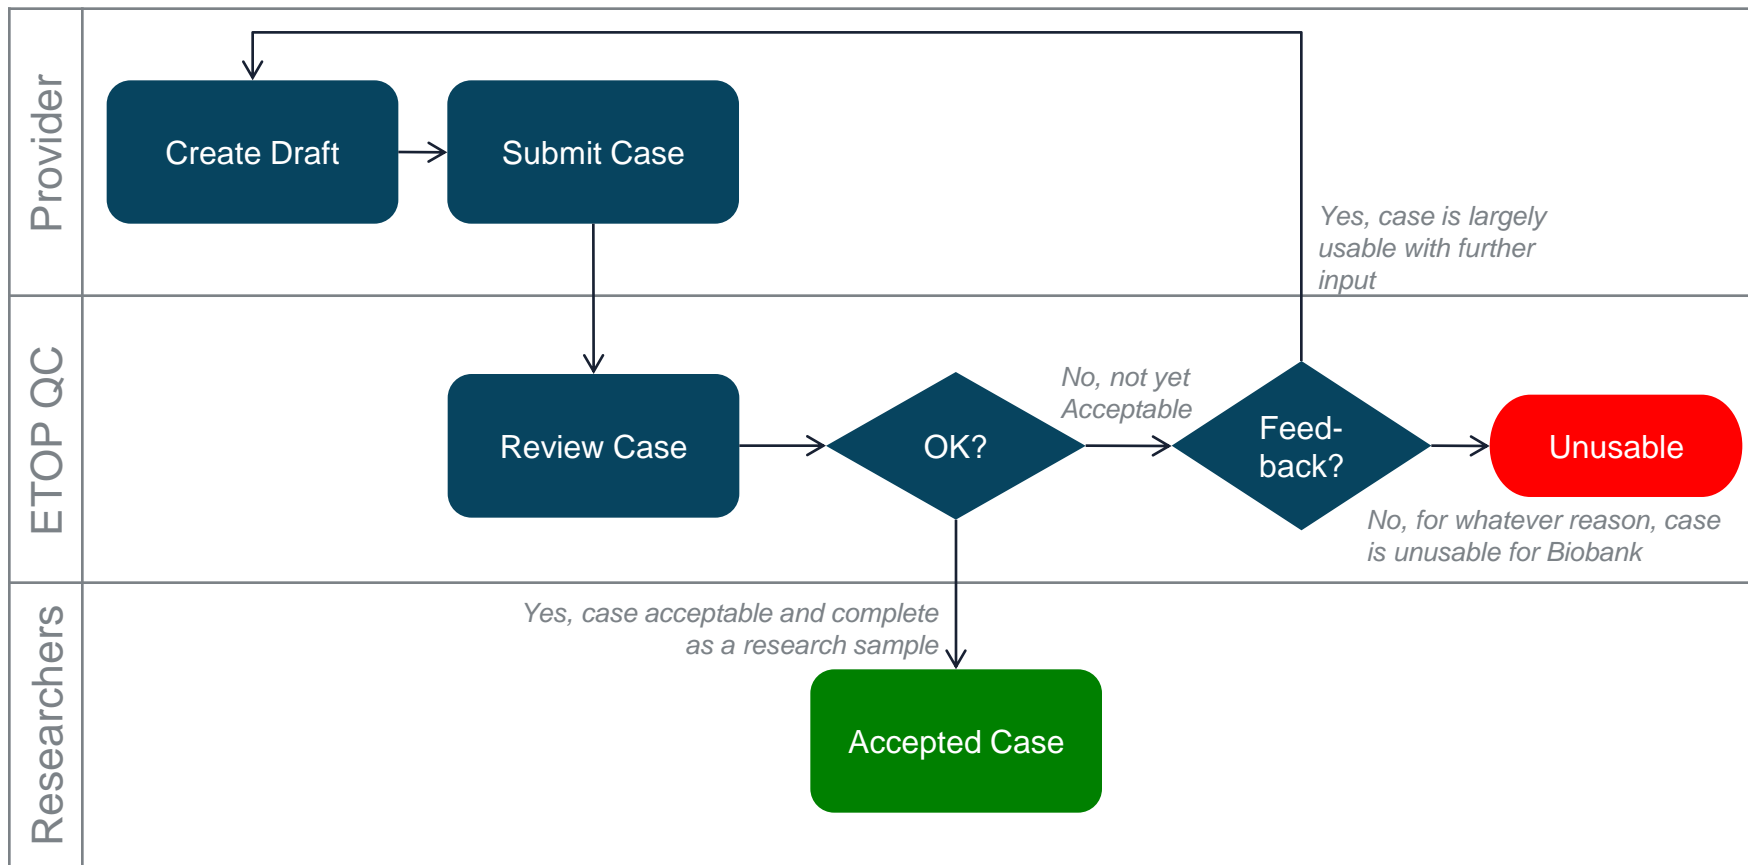 Provider
Create Draft
Submit Case
Yes, case is largely
usable with further
input
ETOP QC
Review Case
OK?
No, not yet
Acceptable
Feed-
back?
Unusable
No, for whatever reason, case
is unusable for Biobank
Researchers
Yes, case acceptable and complete
as a research sample
Accepted Case